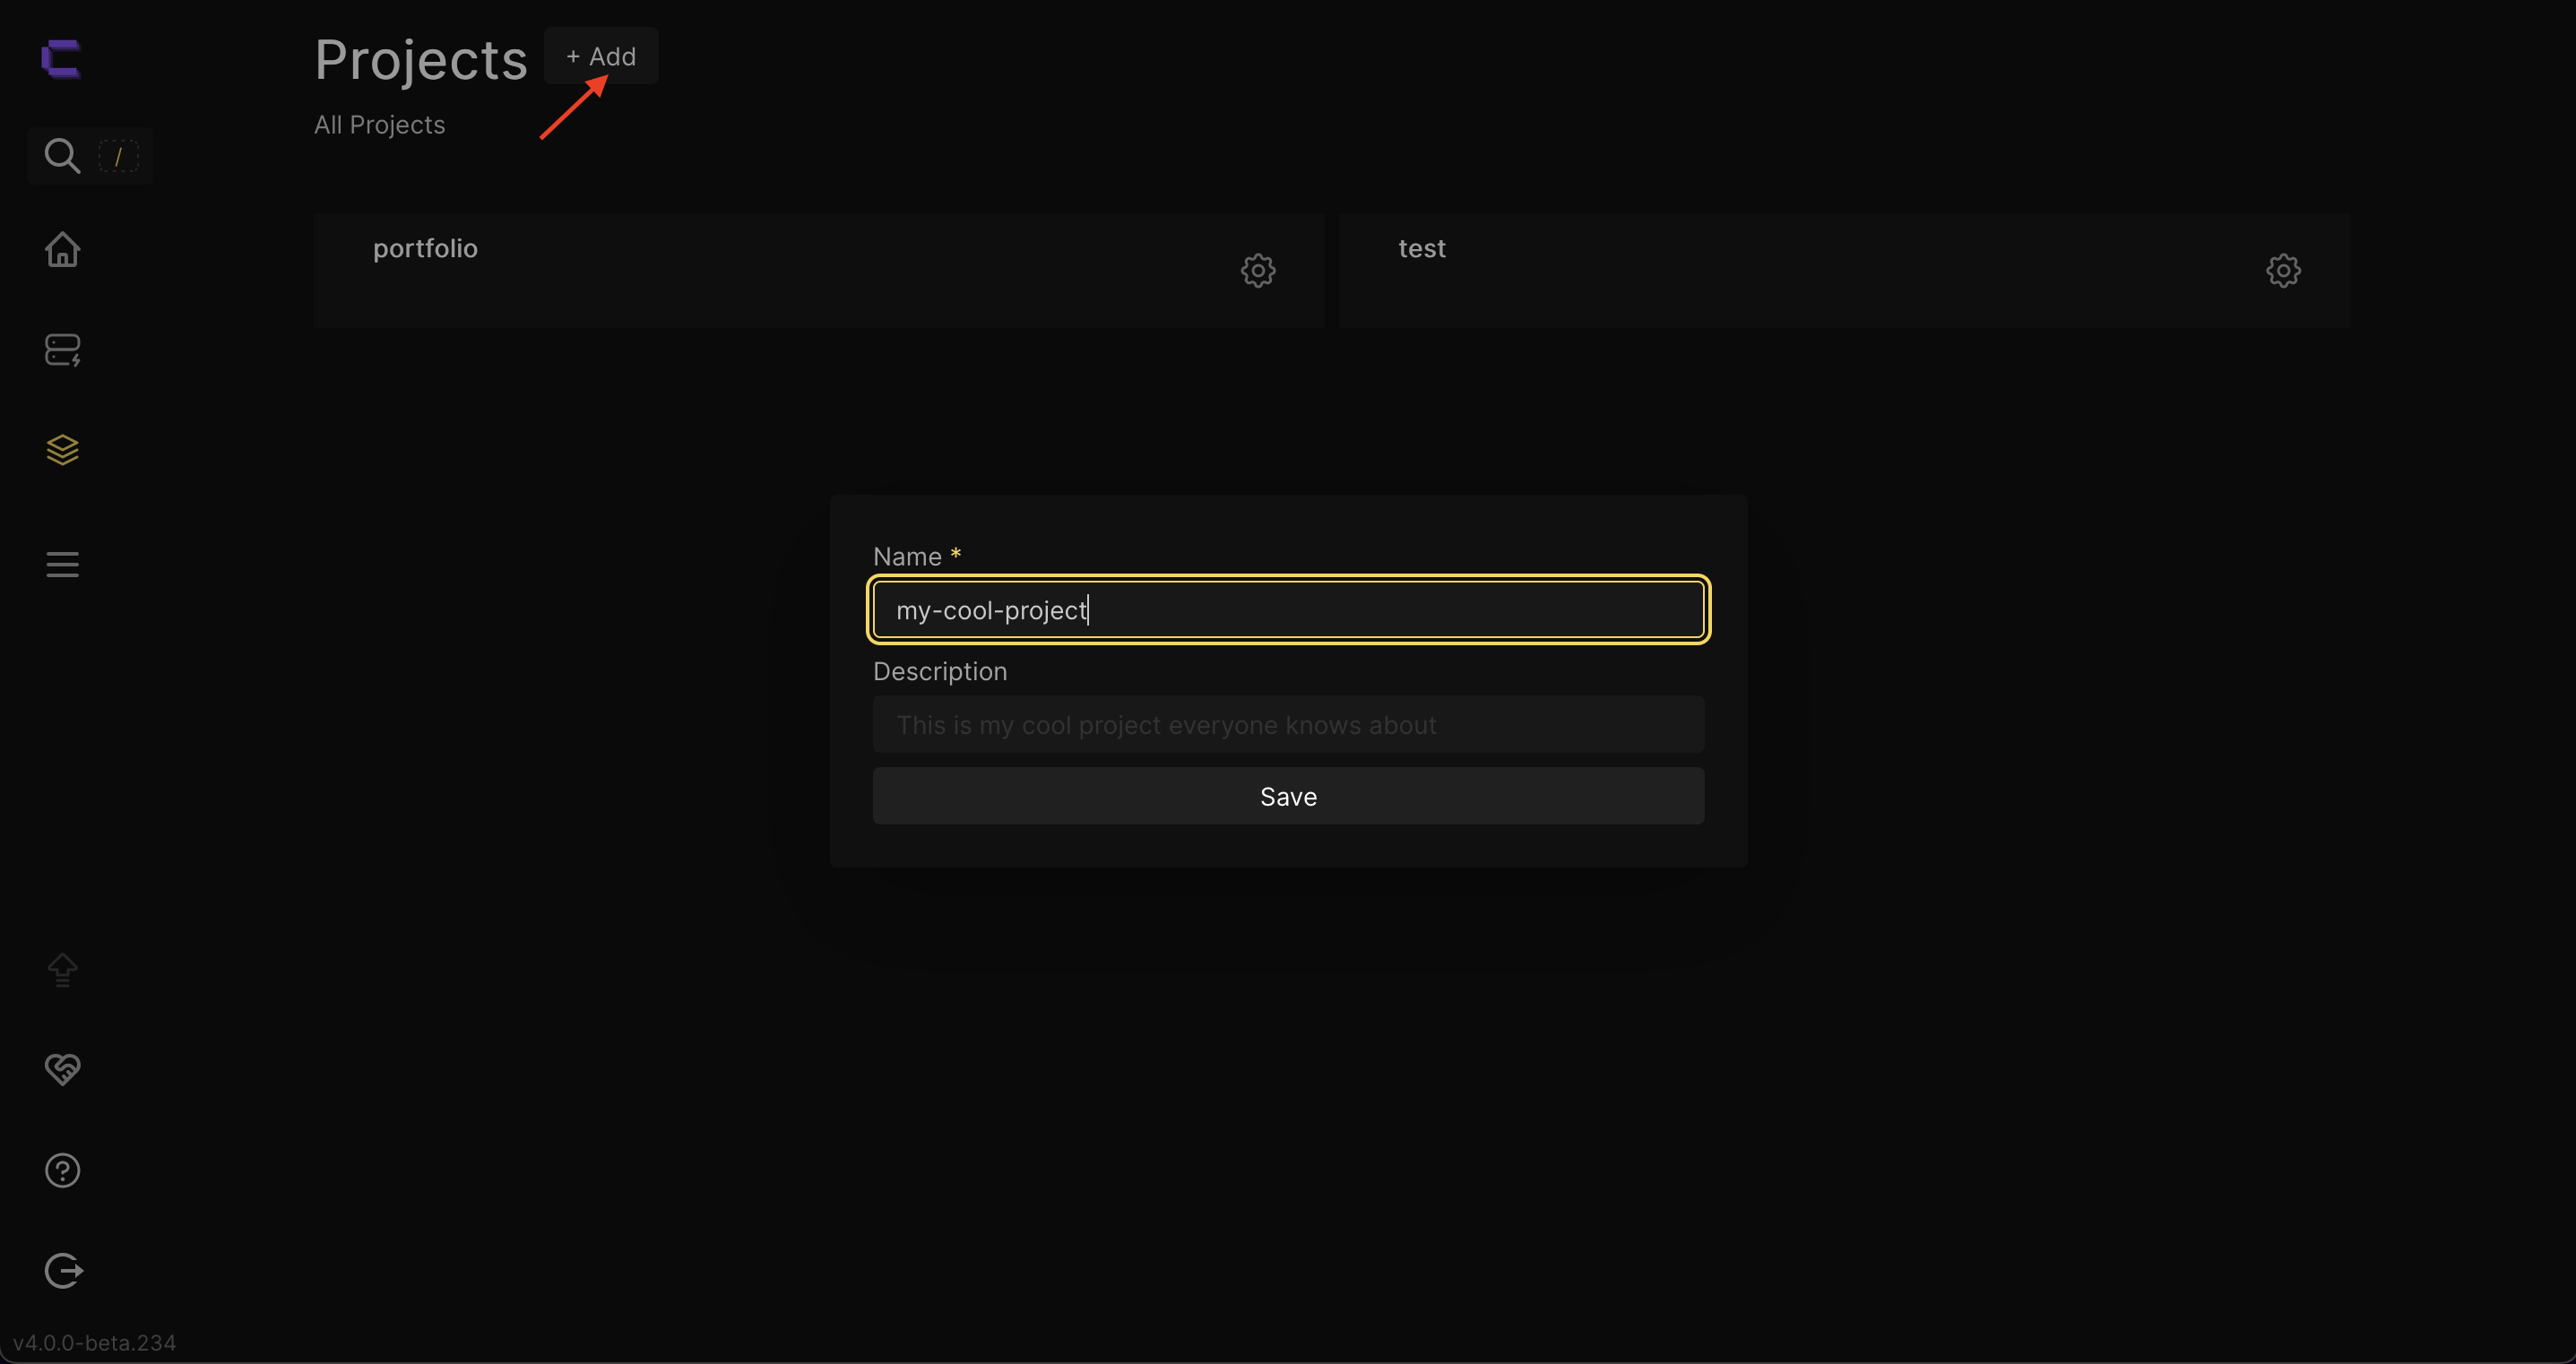 Projects
+ Add
All Projects
/
portfolio
test
Name *
my-cool-project
Description
This is my cool project everyone knows about
Save
v4.0.0-beta.234